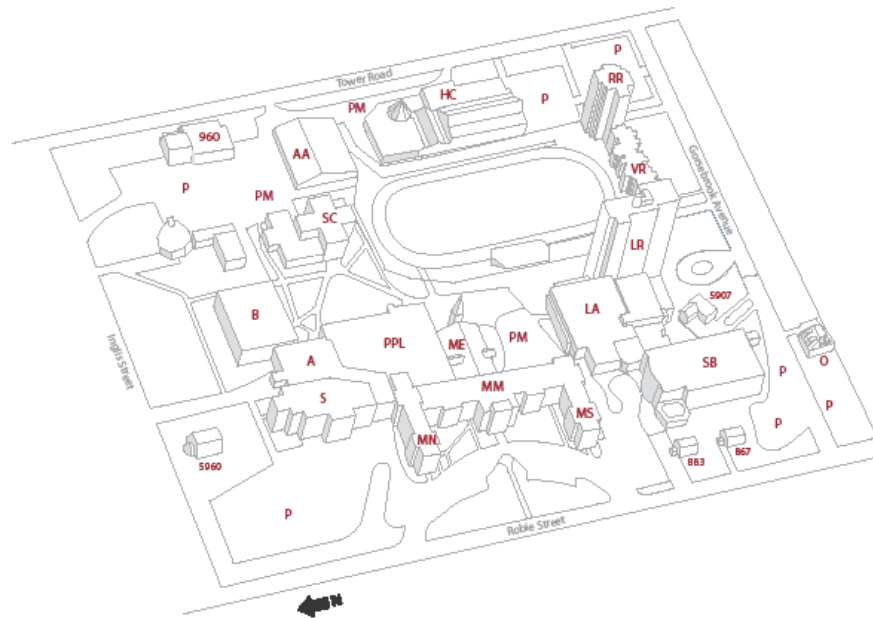 P
Tower Road
RR
HC
PM
P
960
AA
VR
P
PM
SC
Goosebrook Avenue
LR
5907
B
LA
Inglis Street
PPL
ME
PM
A
SB
O
MM
P
S
MS
P
MN
P
883
867
5960
P
Robie Street
N